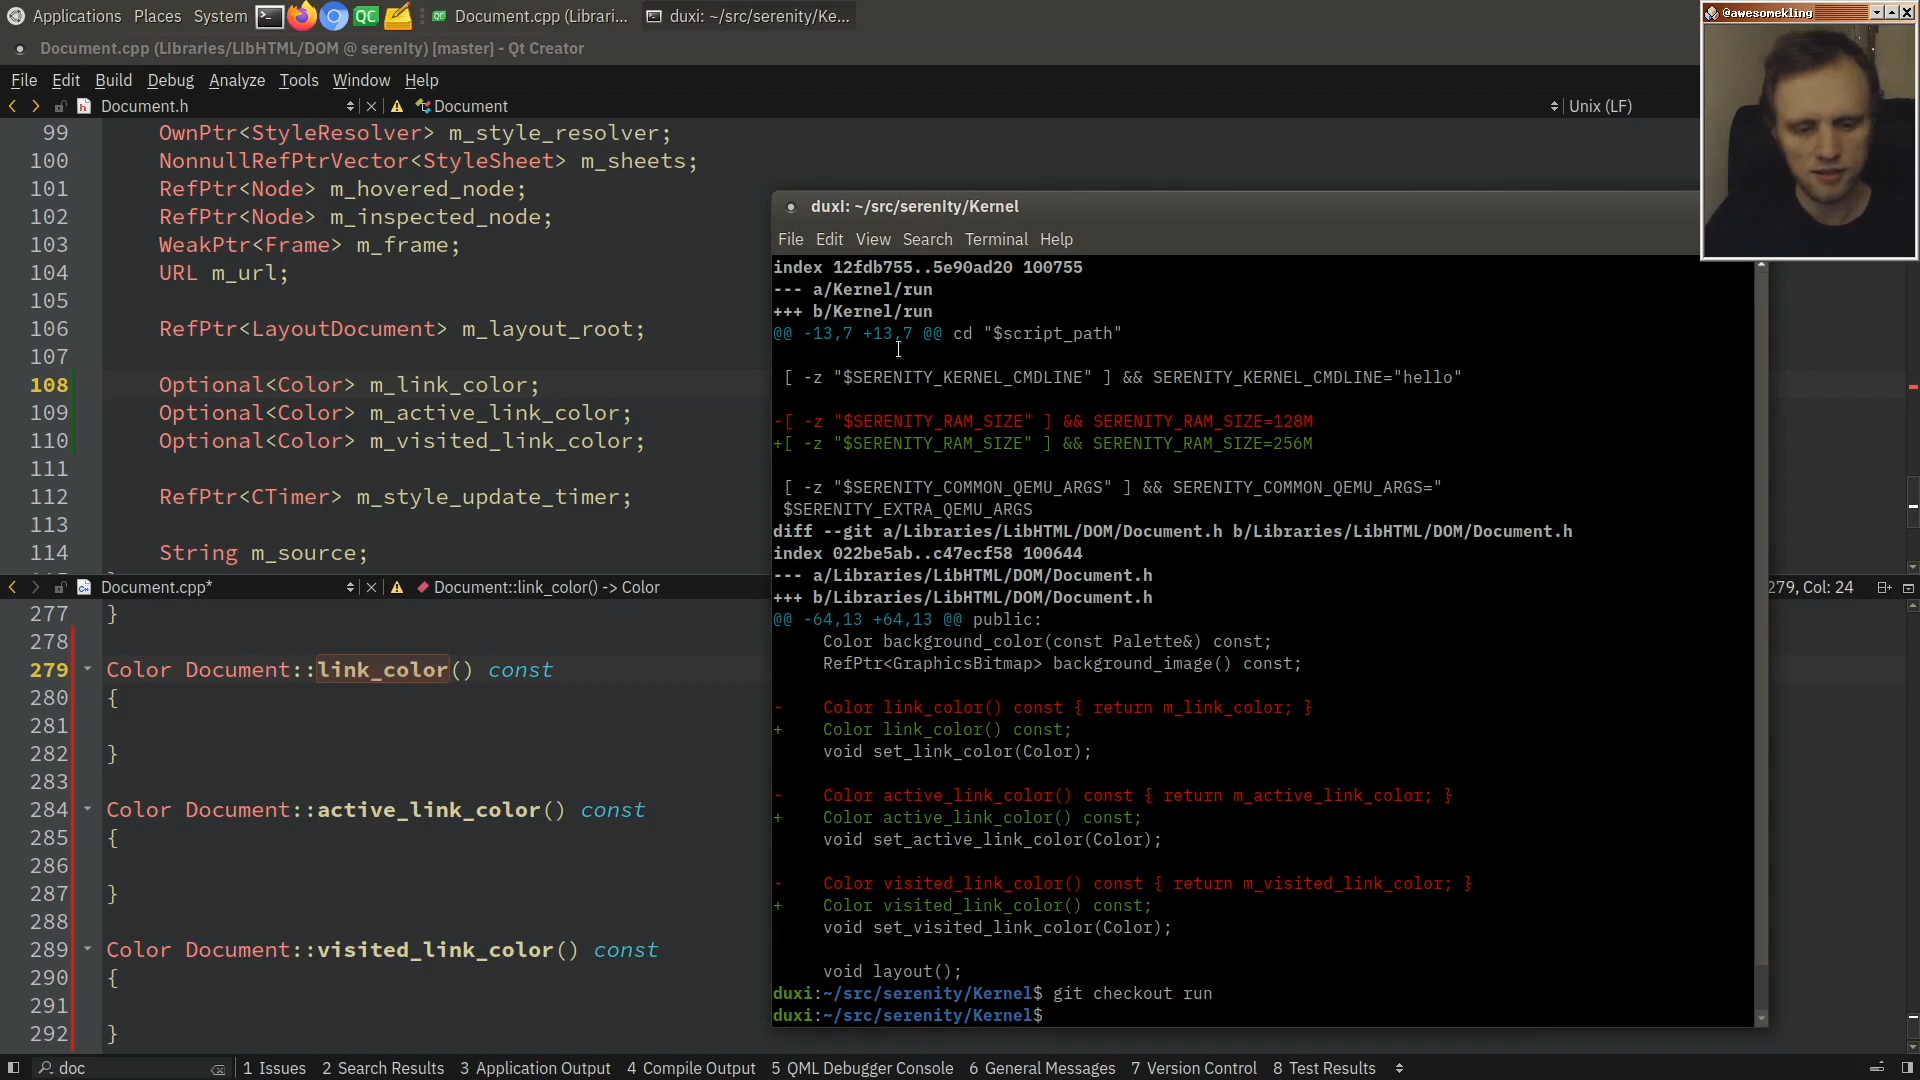 Applications Places System Document.cpp (Librari... duxi: ~/src/serenity/Ke...
@awesomekling
Document.cpp (Libraries/LibHTML/DOM @ serenity) [master] - Qt Creator
File Edit Build Debug Analyze Tools Window Help
Document.h Document Unix (LF)
99 OwnPtr<StyleResolver> m_style_resolver;
100 NonnullRefPtrVector<StyleSheet> m_sheets;
101 RefPtr<Node> m_hovered_node;
102 RefPtr<Node> m_inspected_node;
103 WeakPtr<Frame> m_frame;
104 URL m_url;
105
106 RefPtr<LayoutDocument> m_layout_root;
107
108 Optional<Color> m_link_color;
109 Optional<Color> m_active_link_color;
110 Optional<Color> m_visited_link_color;
111
112 RefPtr<CTimer> m_style_update_timer;
113
114 String m_source;
Document.cpp* Document::link_color() -> Color
279, Col: 24
277 }
278
279 Color Document::link_color() const
280 {
281
282 }
283
284 Color Document::active_link_color() const
285 {
286
287 }
288
289 Color Document::visited_link_color() const
290 {
291
292 }
duxi: ~/src/serenity/Kernel
File Edit View Search Terminal Help
index 12fdb755..5e90ad20 100755
--- a/Kernel/run
+++ b/Kernel/run
@@ -13,7 +13,7 @@ cd "$script_path"
[ -z "$SERENITY_KERNEL_CMDLINE" ] && SERENITY_KERNEL_CMDLINE="hello"
-[ -z "$SERENITY_RAM_SIZE" ] && SERENITY_RAM_SIZE=128M
+[ -z "$SERENITY_RAM_SIZE" ] && SERENITY_RAM_SIZE=256M
[ -z "$SERENITY_COMMON_QEMU_ARGS" ] && SERENITY_COMMON_QEMU_ARGS="
$SERENITY_EXTRA_QEMU_ARGS
diff --git a/Libraries/LibHTML/DOM/Document.h b/Libraries/LibHTML/DOM/Document.h
index 022be5ab..c47ecf58 100644
--- a/Libraries/LibHTML/DOM/Document.h
+++ b/Libraries/LibHTML/DOM/Document.h
@@ -64,13 +64,13 @@ public:
Color background_color(const Palette&) const;
RefPtr<GraphicsBitmap> background_image() const;
- Color link_color() const { return m_link_color; }
+ Color link_color() const;
void set_link_color(Color);
- Color active_link_color() const { return m_active_link_color; }
+ Color active_link_color() const;
void set_active_link_color(Color);
- Color visited_link_color() const { return m_visited_link_color; }
+ Color visited_link_color() const;
void set_visited_link_color(Color);
void layout();
duxi:~/src/serenity/Kernel$ git checkout run
duxi:~/src/serenity/Kernel$
doc 1 Issues 2 Search Results 3 Application Output 4 Compile Output 5 QML Debugger Console 6 General Messages 7 Version Control 8 Test Results